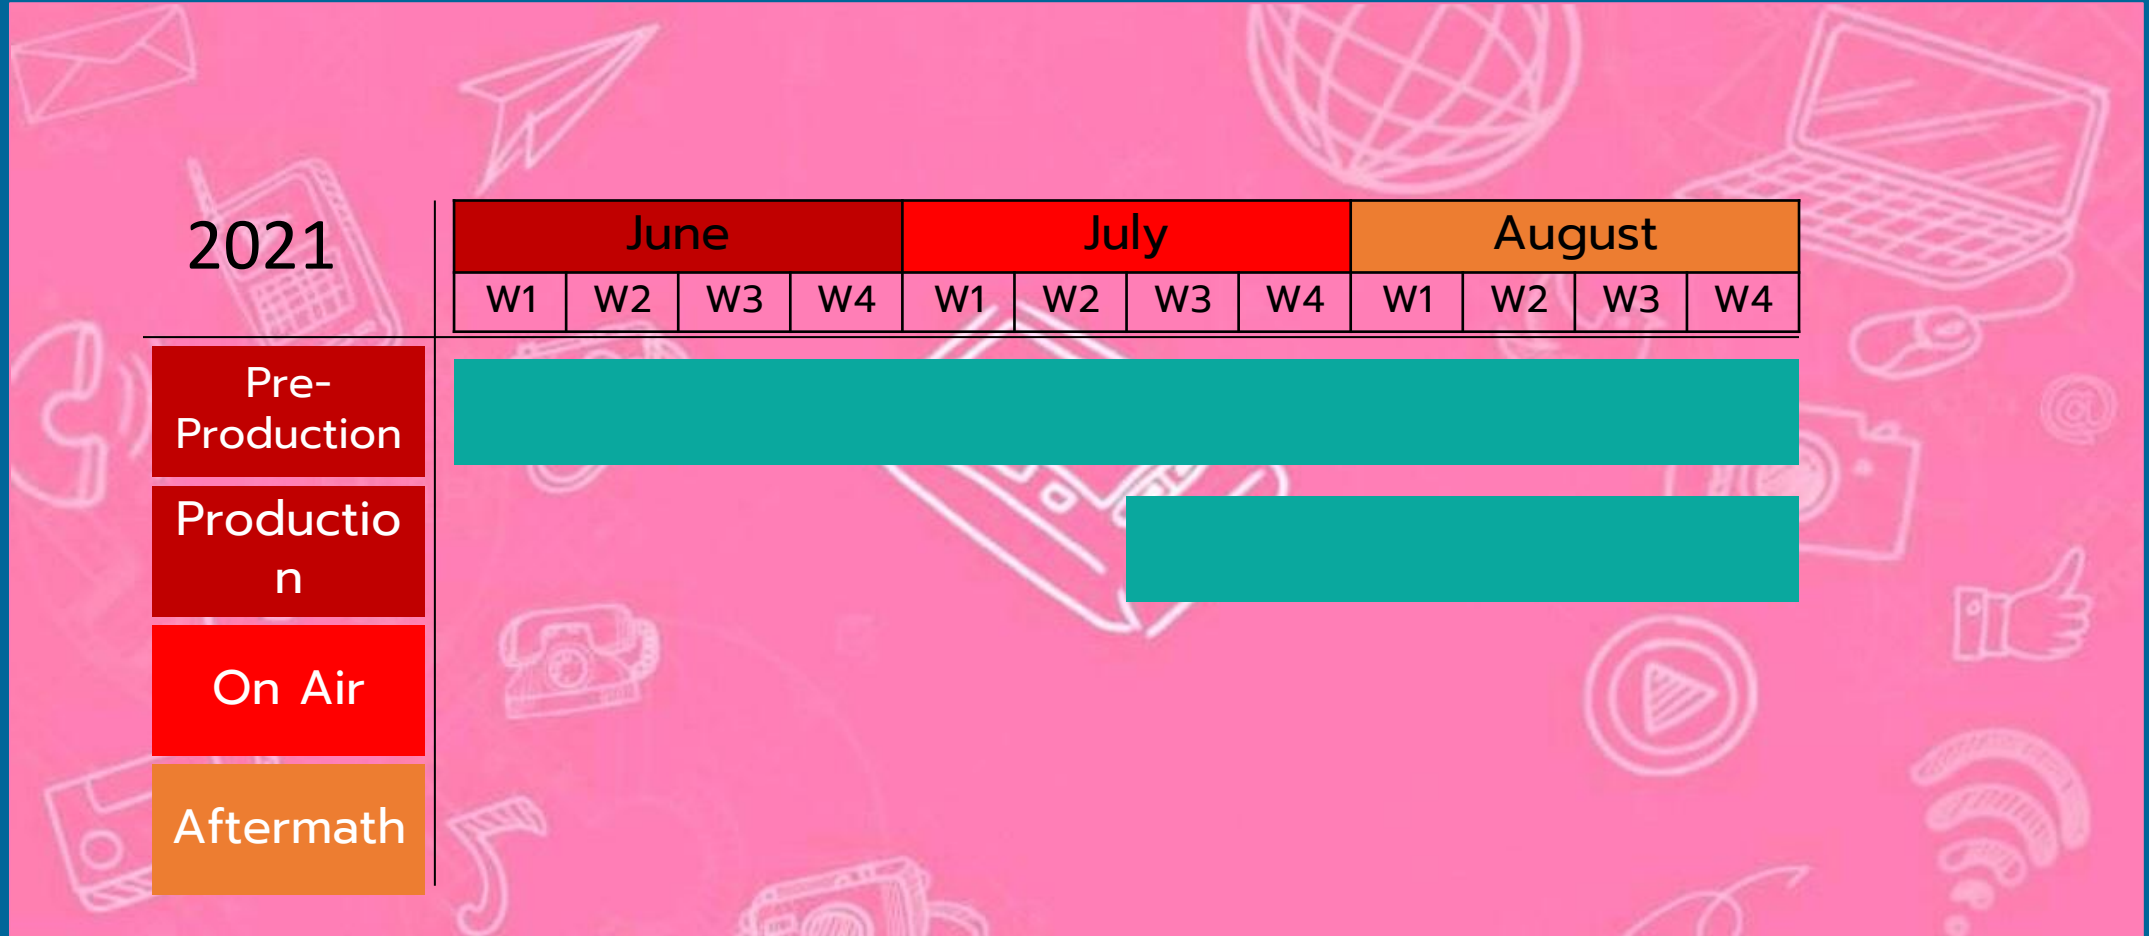 2021
June July August
W1 W2 W3 W4 W1 W2 W3 W4 W1 W2 W3 W4
Pre-
Production
Productio
n
On Air
Aftermath
@